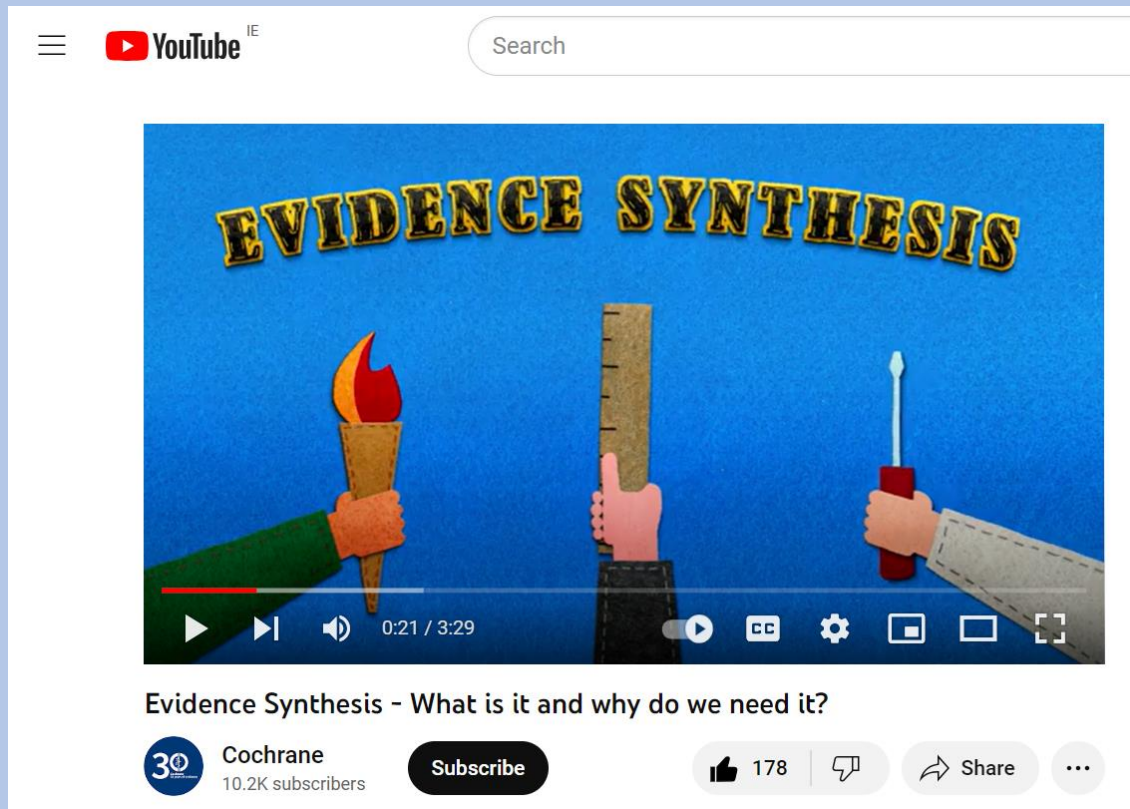 YouTube IE
Search
EVIDENCE SYNTHESIS
0:21 / 3:29
CC
Evidence Synthesis - What is it and why do we need it?
30
Cochrane
10.2K subscribers
Subscribe
178
Share